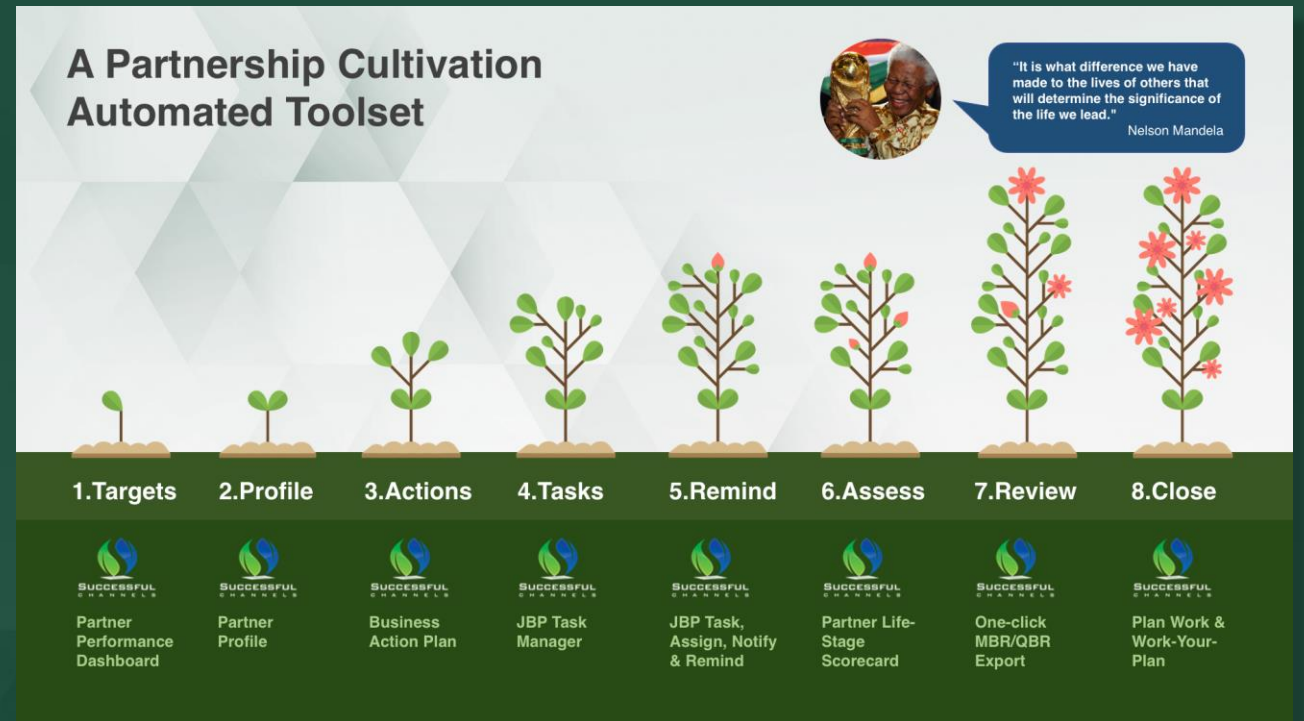 A Partnership Cultivation
Automated Toolset
“It is what difference we have
made to the lives of others that
will determine the significance of
the life we lead."
Nelson Mandela
1.Targets
2.Profile
3.Actions
4.Tasks
5.Remind
6.Assess
7.Review
8.Close
SUCCESSFUL
CHANNELS
Partner
Performance
Dashboard
SUCCESSFUL
CHANNELS
Partner
Profile
SUCCESSFUL
CHANNELS
Business
Action Plan
SUCCESSFUL
CHANNELS
JBP Task
Manager
SUCCESSFUL
CHANNELS
JBP Task,
Assign, Notify
& Remind
SUCCESSFUL
CHANNELS
Partner Life-
Stage
Scorecard
SUCCESSFUL
CHANNELS
One-click
MBR/QBR
Export
SUCCESSFUL
CHANNELS
Plan Work &
Work-Your-
Plan